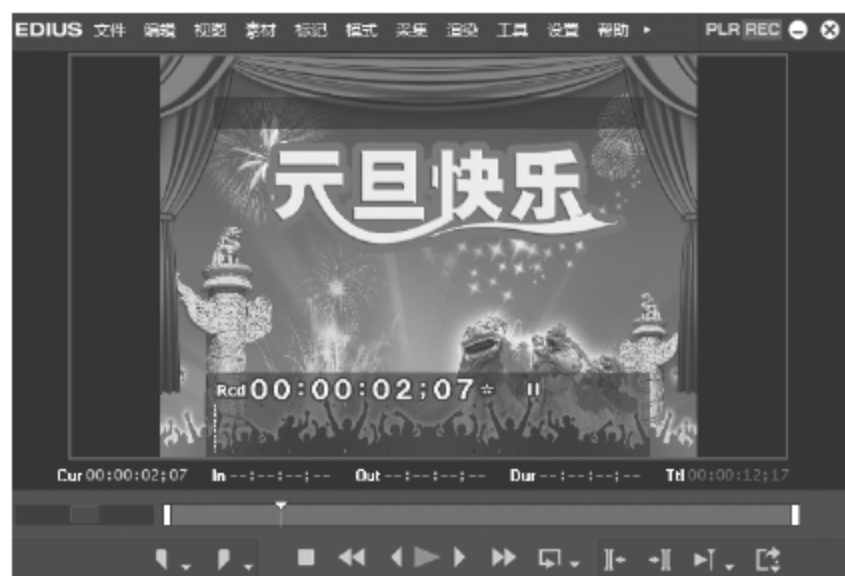 EDIUS 文件 编辑 视图 素材 标记 模式 采集 渲染 工具 设置 帮助 PLR REC
元旦快乐
Rcd 00:00:02;07
Cur 00:00:02;07 In --:--:--:-- Out --:--:--:-- Dur --:--:--:-- Ttl 00:00:12;17